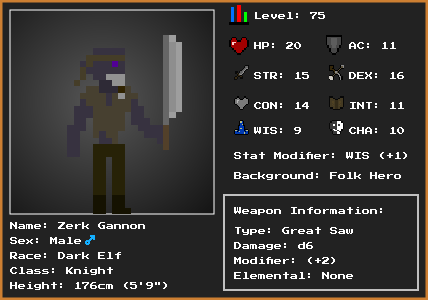 Level: 75
HP: 20 AC: 11
STR: 15 DEX: 16
CON: 14 INT: 11
WIS: 9 CHA: 10
Stat Modifier: WIS (+1)
Background: Folk Hero
Name: Zerk Gannon
Sex: Male♂
Race: Dark Elf
Class: Knight
Height: 176cm (5'9")
Weapon Information:
Type: Great Saw
Damage: d6
Modifier: (+2)
Elemental: None